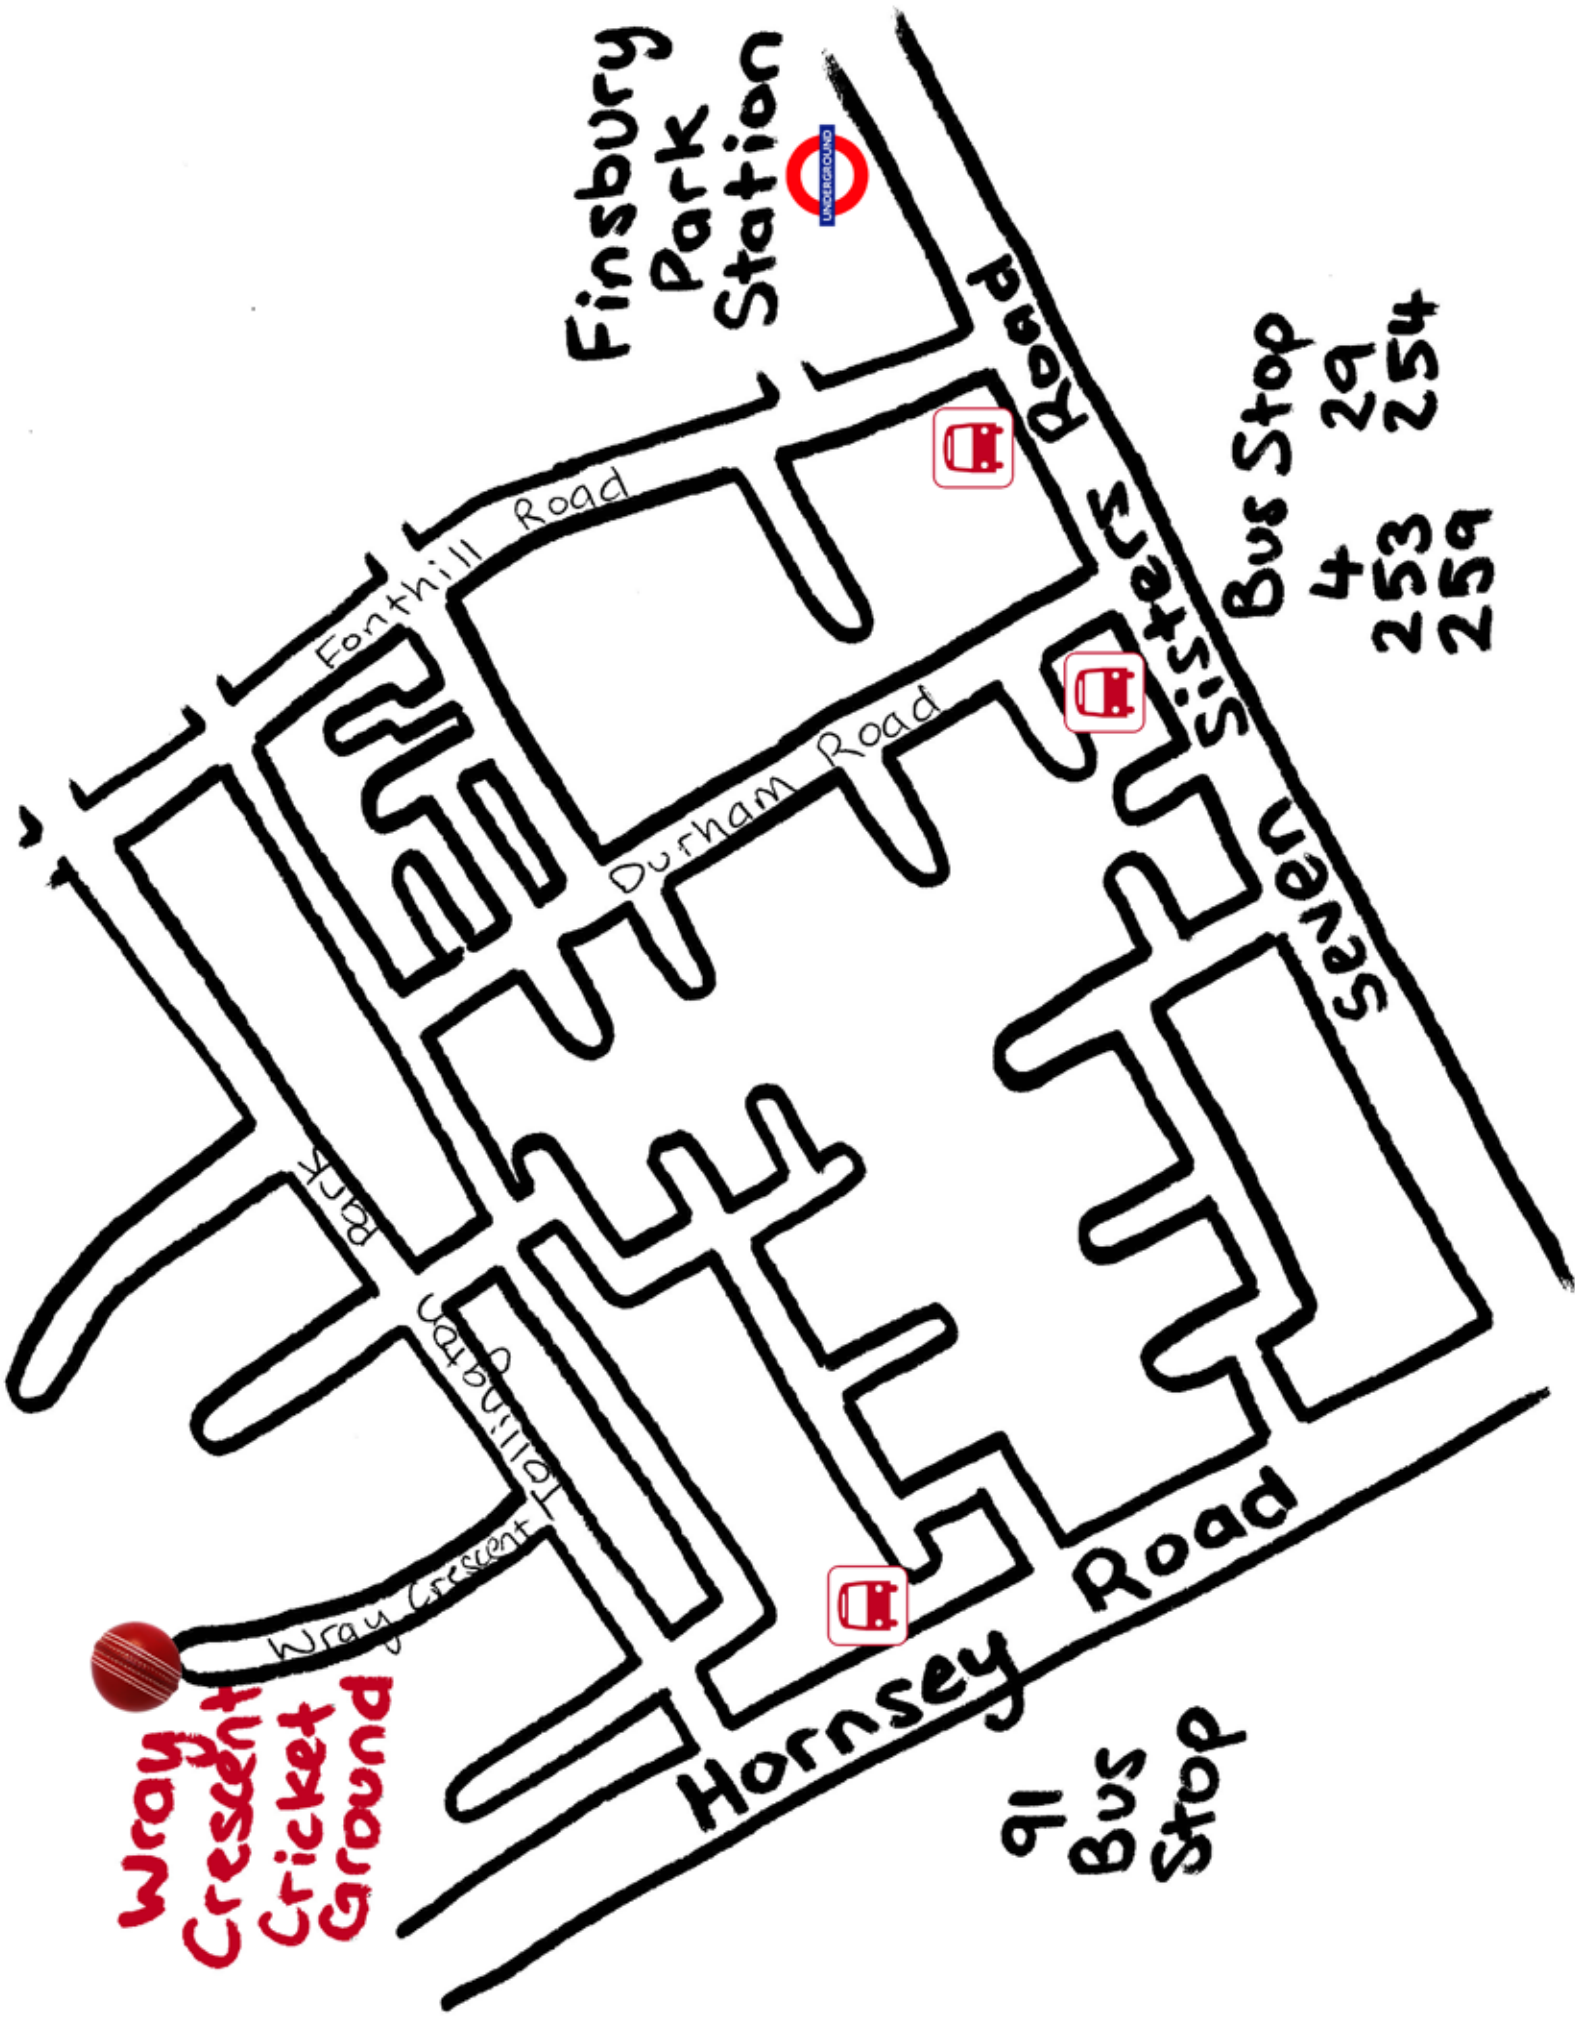 Finsbury
Park
Station
UNDERGROUND
Fonthill Road
Durham Road
Seven Sisters Road
Bus Stop
4 29
253 254
259
Park
Tollington
Wray Crescent
Wray
Crescent
Cricket
Ground
Hornsey Road
91
Bus
Stop